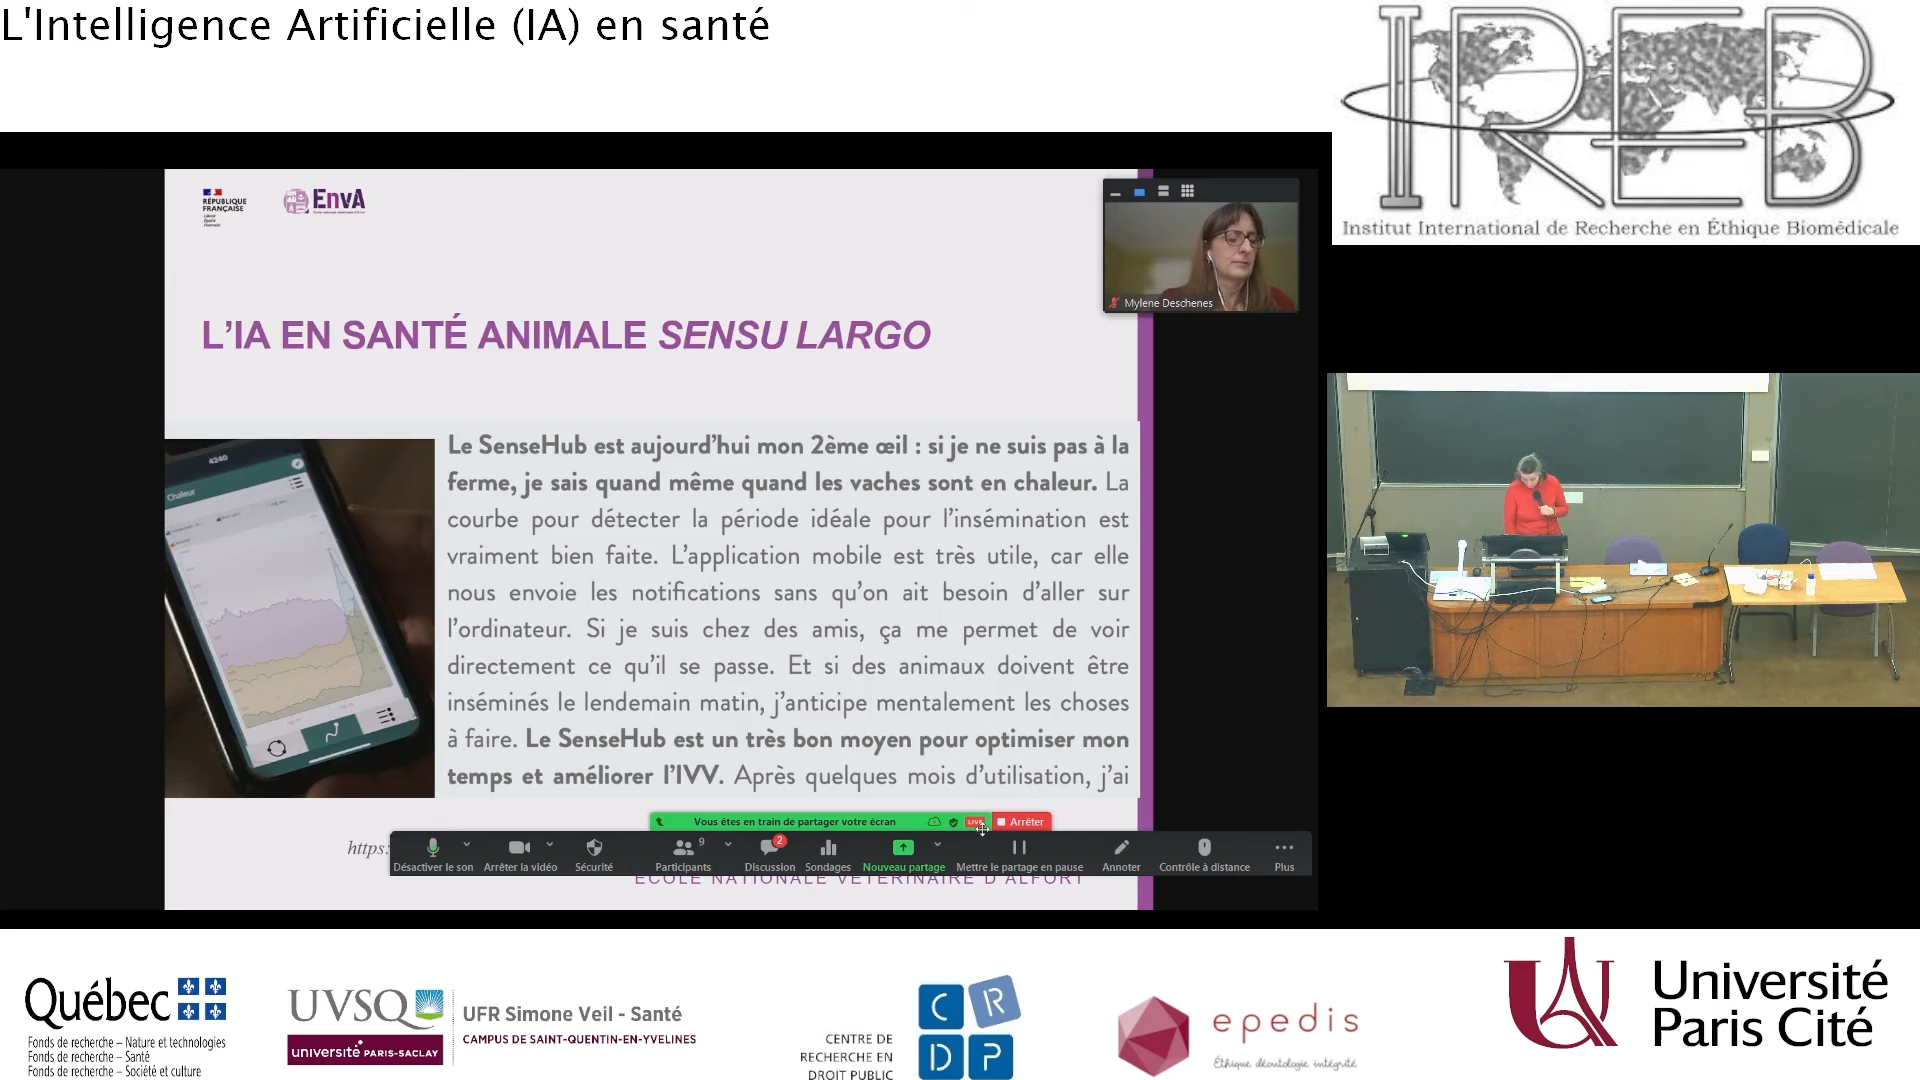 L'Intelligence Artificielle (IA) en santé
IREB
Institut International de Recherche en Éthique Biomédicale
RÉPUBLIQUE
FRANÇAISE
EnvA
Mylene Deschenes
L'IA EN SANTÉ ANIMALE SENSU LARGO
4240
Chaleur
Le SenseHub est aujourd'hui mon 2ème œil : si je ne suis pas à la
ferme, je sais quand même quand les vaches sont en chaleur. La
courbe pour détecter la période idéale pour l'insémination est
vraiment bien faite. L'application mobile est très utile, car elle
nous envoie les notifications sans qu'on ait besoin d'aller sur
l'ordinateur. Si je suis chez des amis, ça me permet de voir
directement ce qu'il se passe. Et si des animaux doivent être
inséminés le lendemain matin, j'anticipe mentalement les choses
à faire. Le SenseHub est un très bon moyen pour optimiser mon
temps et améliorer l'IVV. Après quelques mois d'utilisation, j'ai
Vous êtes en train de partager votre écran
LIVE
Arrêter
https:
9
2
Désactiver le son
Arrêter la vidéo
Sécurité
Participants
Discussion
Sondages
Nouveau partage
Mettre le partage en pause
Annoter
Contrôle à distance
Plus
ÉCOLE NATIONALE VÉTÉRINAIRE D'ALFORT
Québec
Fonds de recherche – Nature et technologies
Fonds de recherche – Santé
Fonds de recherche – Société et culture
UVSQ
université PARIS-SACLAY
UFR Simone Veil - Santé
CAMPUS DE SAINT-QUENTIN-EN-YVELINES
CENTRE DE
RECHERCHE EN
DROIT PUBLIC
C R
D P
epedis
Éthique déontologie intégrité
Université
Paris Cité